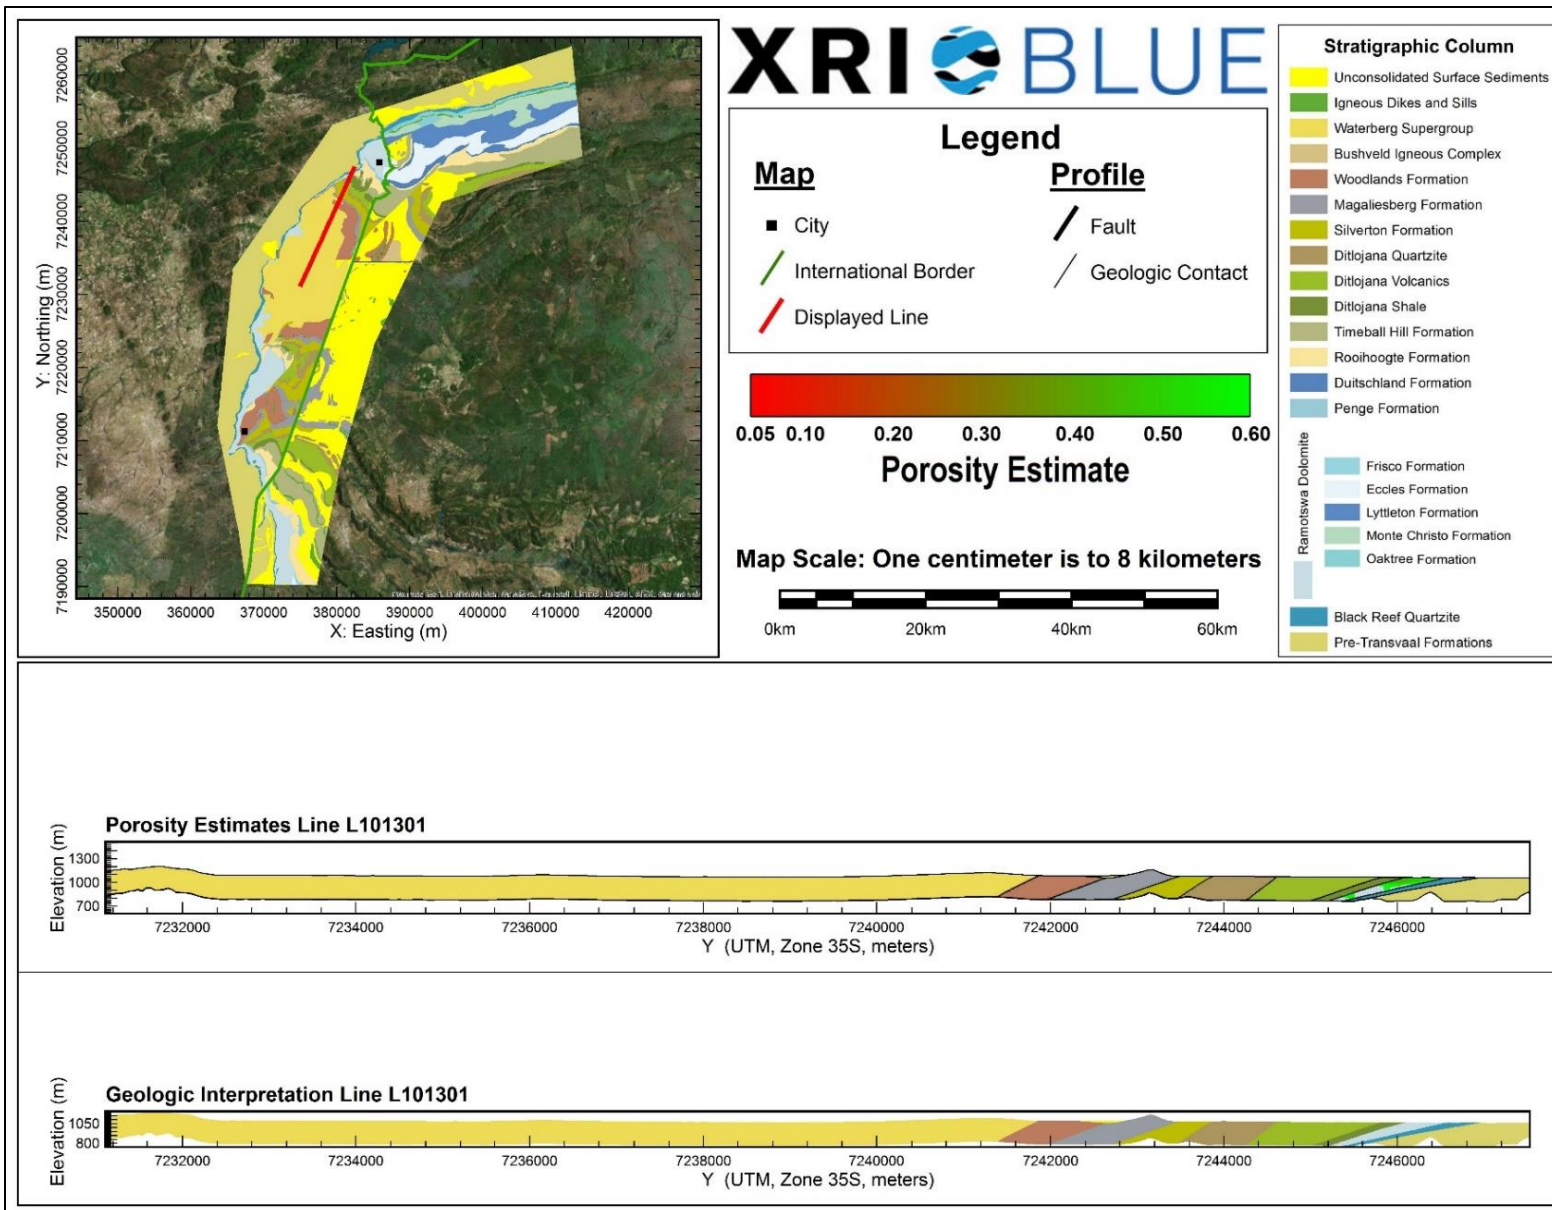 7260000
7250000
7240000
7230000
7220000
7210000
7200000
7190000
Y: Northing (m)
350000 360000 370000 380000 390000 400000 410000 420000
X: Easting (m)
XRI BLUE
Legend
Map
Profile
City
Fault
International Border
Geologic Contact
Displayed Line
0.05 0.10 0.20 0.30 0.40 0.50 0.60
Porosity Estimate
Map Scale: One centimeter is to 8 kilometers
0km 20km 40km 60km
Stratigraphic Column
Unconsolidated Surface Sediments
Igneous Dikes and Sills
Waterberg Supergroup
Bushveld Igneous Complex
Woodlands Formation
Magaliesberg Formation
Silverton Formation
Ditlojana Quartzite
Ditlojana Volcanics
Ditlojana Shale
Timeball Hill Formation
Rooihoogte Formation
Duitschland Formation
Penge Formation
Ramotswa Dolomite
Frisco Formation
Eccles Formation
Lyttleton Formation
Monte Christo Formation
Oaktree Formation
Black Reef Quartzite
Pre-Transvaal Formations
Porosity Estimates Line L101301
Elevation (m)
1300
1000
700
7232000 7234000 7236000 7238000 7240000 7242000 7244000 7246000
Y (UTM, Zone 35S, meters)
Geologic Interpretation Line L101301
Elevation (m)
1050
800
7232000 7234000 7236000 7238000 7240000 7242000 7244000 7246000
Y (UTM, Zone 35S, meters)